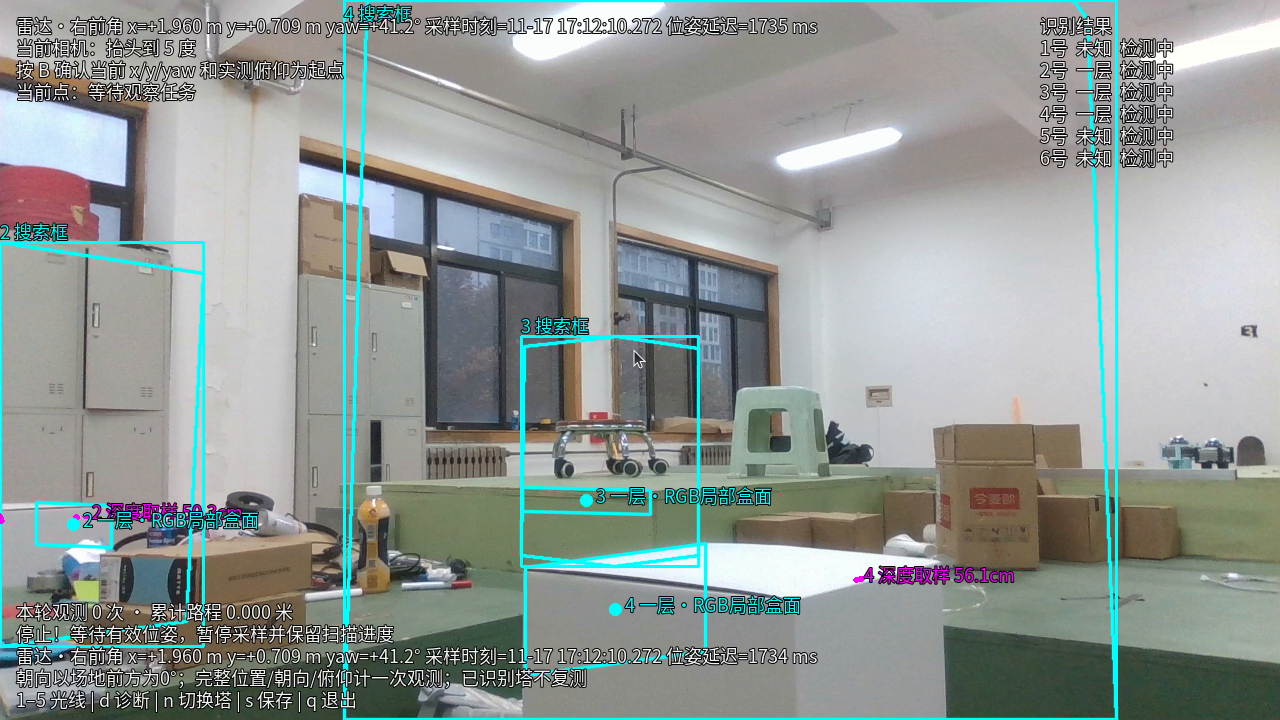 4 搜索框
雷达·右前角 x=+1.960 m y=+0.709 m yaw=+41.2° 采样时刻=11-17 17:12:10.272 位姿延迟=1735 ms
当前相机：抬头到 5 度
按 B 确认当前 x/y/yaw 和实测俯仰为起点
当前点：等待观察任务
识别结果
1号 未知 检测中
2号 一层 检测中
3号 一层 检测中
4号 一层 检测中
5号 未知 检测中
6号 未知 检测中
2 搜索框
3 搜索框
3 一层·RGB局部盒面
2 一层·RGB局部盒面
今麦郎
4 深度取样 56.1cm
4 一层·RGB局部盒面
本轮观测 0 次 · 累计路程 0.000 米
停止！等待有效位姿，暂停采样并保留扫描进度
雷达·右前角 x=+1.960 m y=+0.709 m yaw=+41.2° 采样时刻=11-17 17:12:10.272 位姿延迟=1734 ms
朝向以场地前方为0°；完整位置/朝向/俯仰计一次观测；已识别塔不复测
1-5 光线 | d 诊断 | n 切换塔 | s 保存 | q 退出